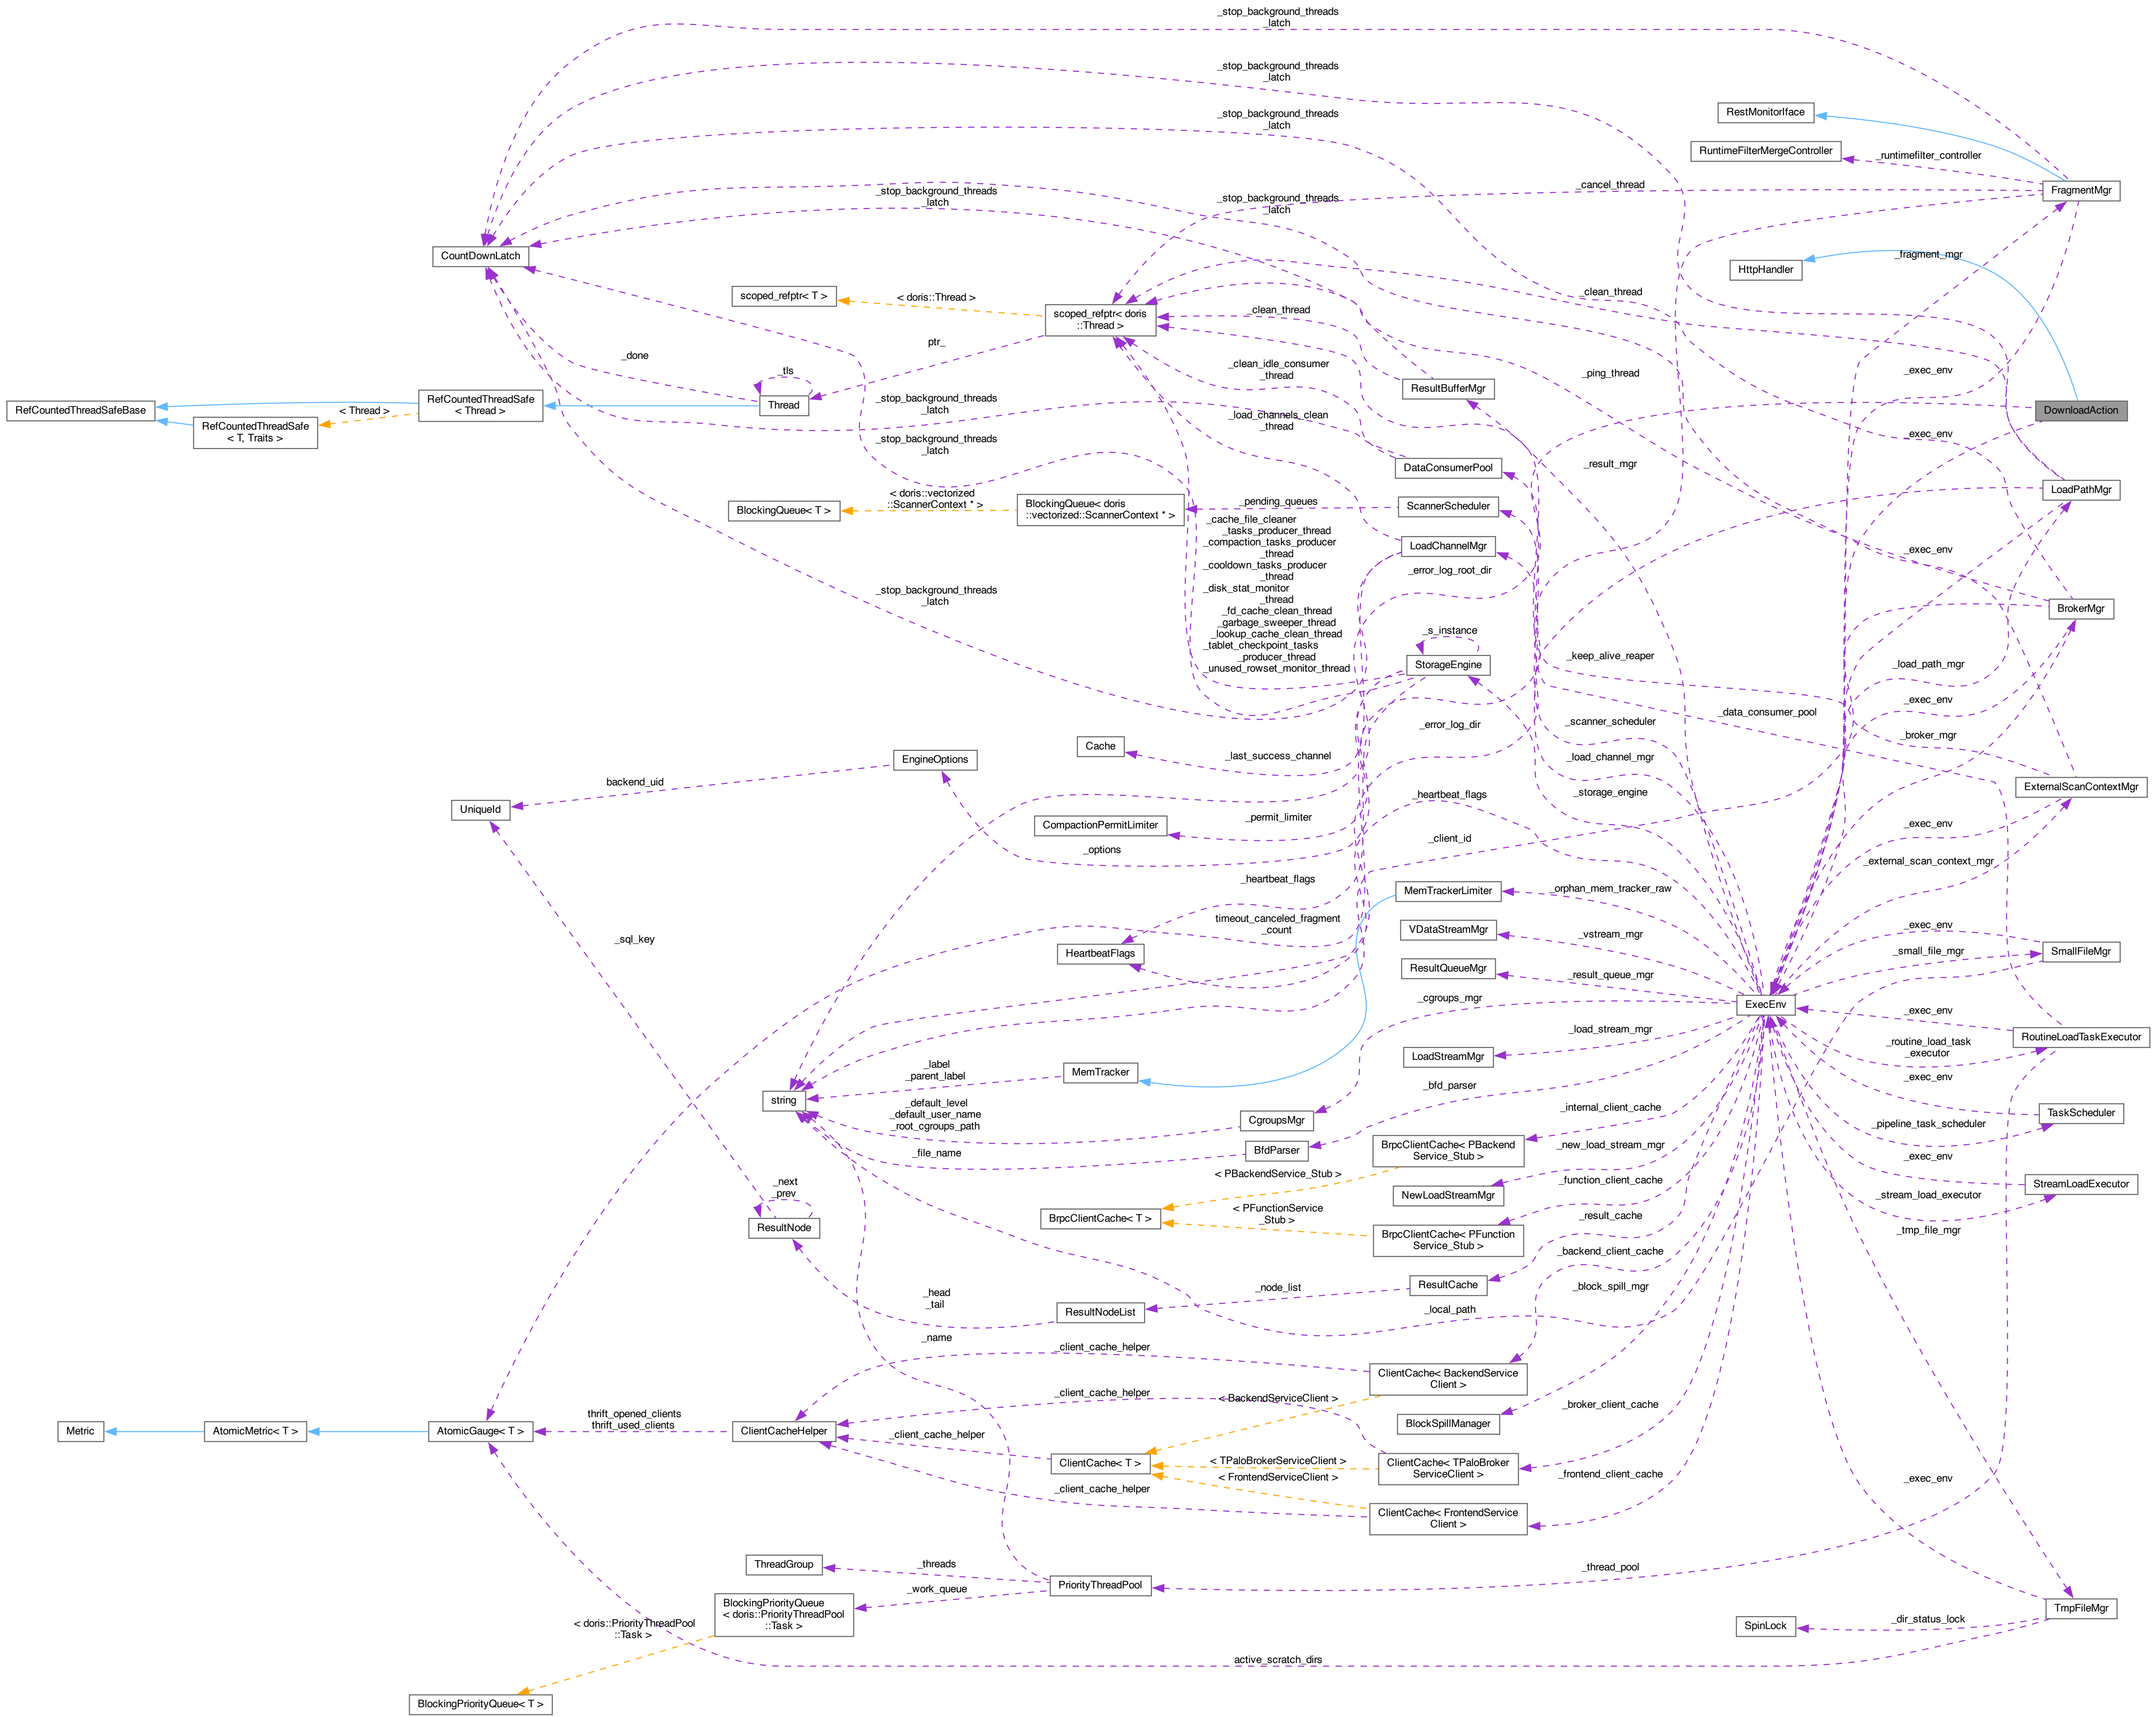 _stop_background_threads
_latch
_stop_background_threads
_latch
RestMonitorIface
_stop_background_threads
_latch
RuntimeFilterMergeController
_runtimefilter_controller
_cancel_thread
FragmentMgr
_stop_background_threads
_latch
_stop_background_threads
_latch
CountDownLatch
_fragment_mgr
HttpHandler
scoped_refptr< T >
< doris::Thread >
_clean_thread
scoped_refptr< doris
::Thread >
_clean_thread
ptr_
_done
_tls
_clean_idle_consumer
_thread
_ping_thread
_exec_env
ResultBufferMgr
RefCountedThreadSafeBase
< Thread >
RefCountedThreadSafe
< Thread >
Thread
DownloadAction
RefCountedThreadSafe
< T, Traits >
_stop_background_threads
_latch
_load_channels_clean
_thread
_exec_env
_stop_background_threads
_latch
DataConsumerPool
_result_mgr
LoadPathMgr
< doris::vectorized
::ScannerContext * >
BlockingQueue< T >
BlockingQueue< doris
::vectorized::ScannerContext * >
_pending_queues
ScannerScheduler
_cache_file_cleaner
_tasks_producer_thread
_compaction_tasks_producer
_thread
_cooldown_tasks_producer
_thread
_disk_stat_monitor
_thread
_fd_cache_clean_thread
_garbage_sweeper_thread
_lookup_cache_clean_thread
_tablet_checkpoint_tasks
_producer_thread
_unused_rowset_monitor_thread
LoadChannelMgr
_exec_env
_error_log_root_dir
_stop_background_threads
_latch
BrokerMgr
_s_instance
StorageEngine
_keep_alive_reaper
_load_path_mgr
_exec_env
_error_log_dir
_scanner_scheduler
_data_consumer_pool
_broker_mgr
Cache
_last_success_channel
_load_channel_mgr
EngineOptions
backend_uid
_storage_engine
ExternalScanContextMgr
_heartbeat_flags
UniqueId
CompactionPermitLimiter
_permit_limiter
_exec_env
_client_id
_options
_external_scan_context_mgr
_heartbeat_flags
MemTrackerLimiter
_orphan_mem_tracker_raw
timeout_canceled_fragment
_count
_exec_env
VDataStreamMgr
_vstream_mgr
_sql_key
HeartbeatFlags
_small_file_mgr
SmallFileMgr
ResultQueueMgr
_result_queue_mgr
_cgroups_mgr
ExecEnv
_exec_env
_load_stream_mgr
RoutineLoadTaskExecutor
_routine_load_task
_executor
LoadStreamMgr
_label
_parent_label
MemTracker
_bfd_parser
_exec_env
string
_default_level
_default_user_name
_root_cgroups_path
CgroupsMgr
_internal_client_cache
TaskScheduler
_pipeline_task_scheduler
_file_name
BfdParser
BrpcClientCache< PBackend
Service_Stub >
_new_load_stream_mgr
_exec_env
< PBackendService_Stub >
_next
_prev
_function_client_cache
StreamLoadExecutor
NewLoadStreamMgr
_stream_load_executor
BrpcClientCache< T >
< PFunctionService
_Stub >
_result_cache
ResultNode
BrpcClientCache< PFunction
Service_Stub >
_tmp_file_mgr
_backend_client_cache
_node_list
ResultCache
_block_spill_mgr
_head
_tail
ResultNodeList
_local_path
_name
_client_cache_helper
ClientCache< BackendService
Client >
_client_cache_helper
< BackendServiceClient >
_broker_client_cache
thrift_opened_clients
thrift_used_clients
BlockSpillManager
Metric
AtomicMetric< T >
AtomicGauge< T >
ClientCacheHelper
_client_cache_helper
ClientCache< T >
< TPaloBrokerServiceClient >
ClientCache< TPaloBroker
ServiceClient >
_frontend_client_cache
_exec_env
_client_cache_helper
< FrontendServiceClient >
ClientCache< FrontendService
Client >
ThreadGroup
_threads
_thread_pool
PriorityThreadPool
_work_queue
BlockingPriorityQueue
< doris::PriorityThreadPool
::Task >
TmpFileMgr
< doris::PriorityThreadPool
::Task >
SpinLock
_dir_status_lock
active_scratch_dirs
BlockingPriorityQueue< T >